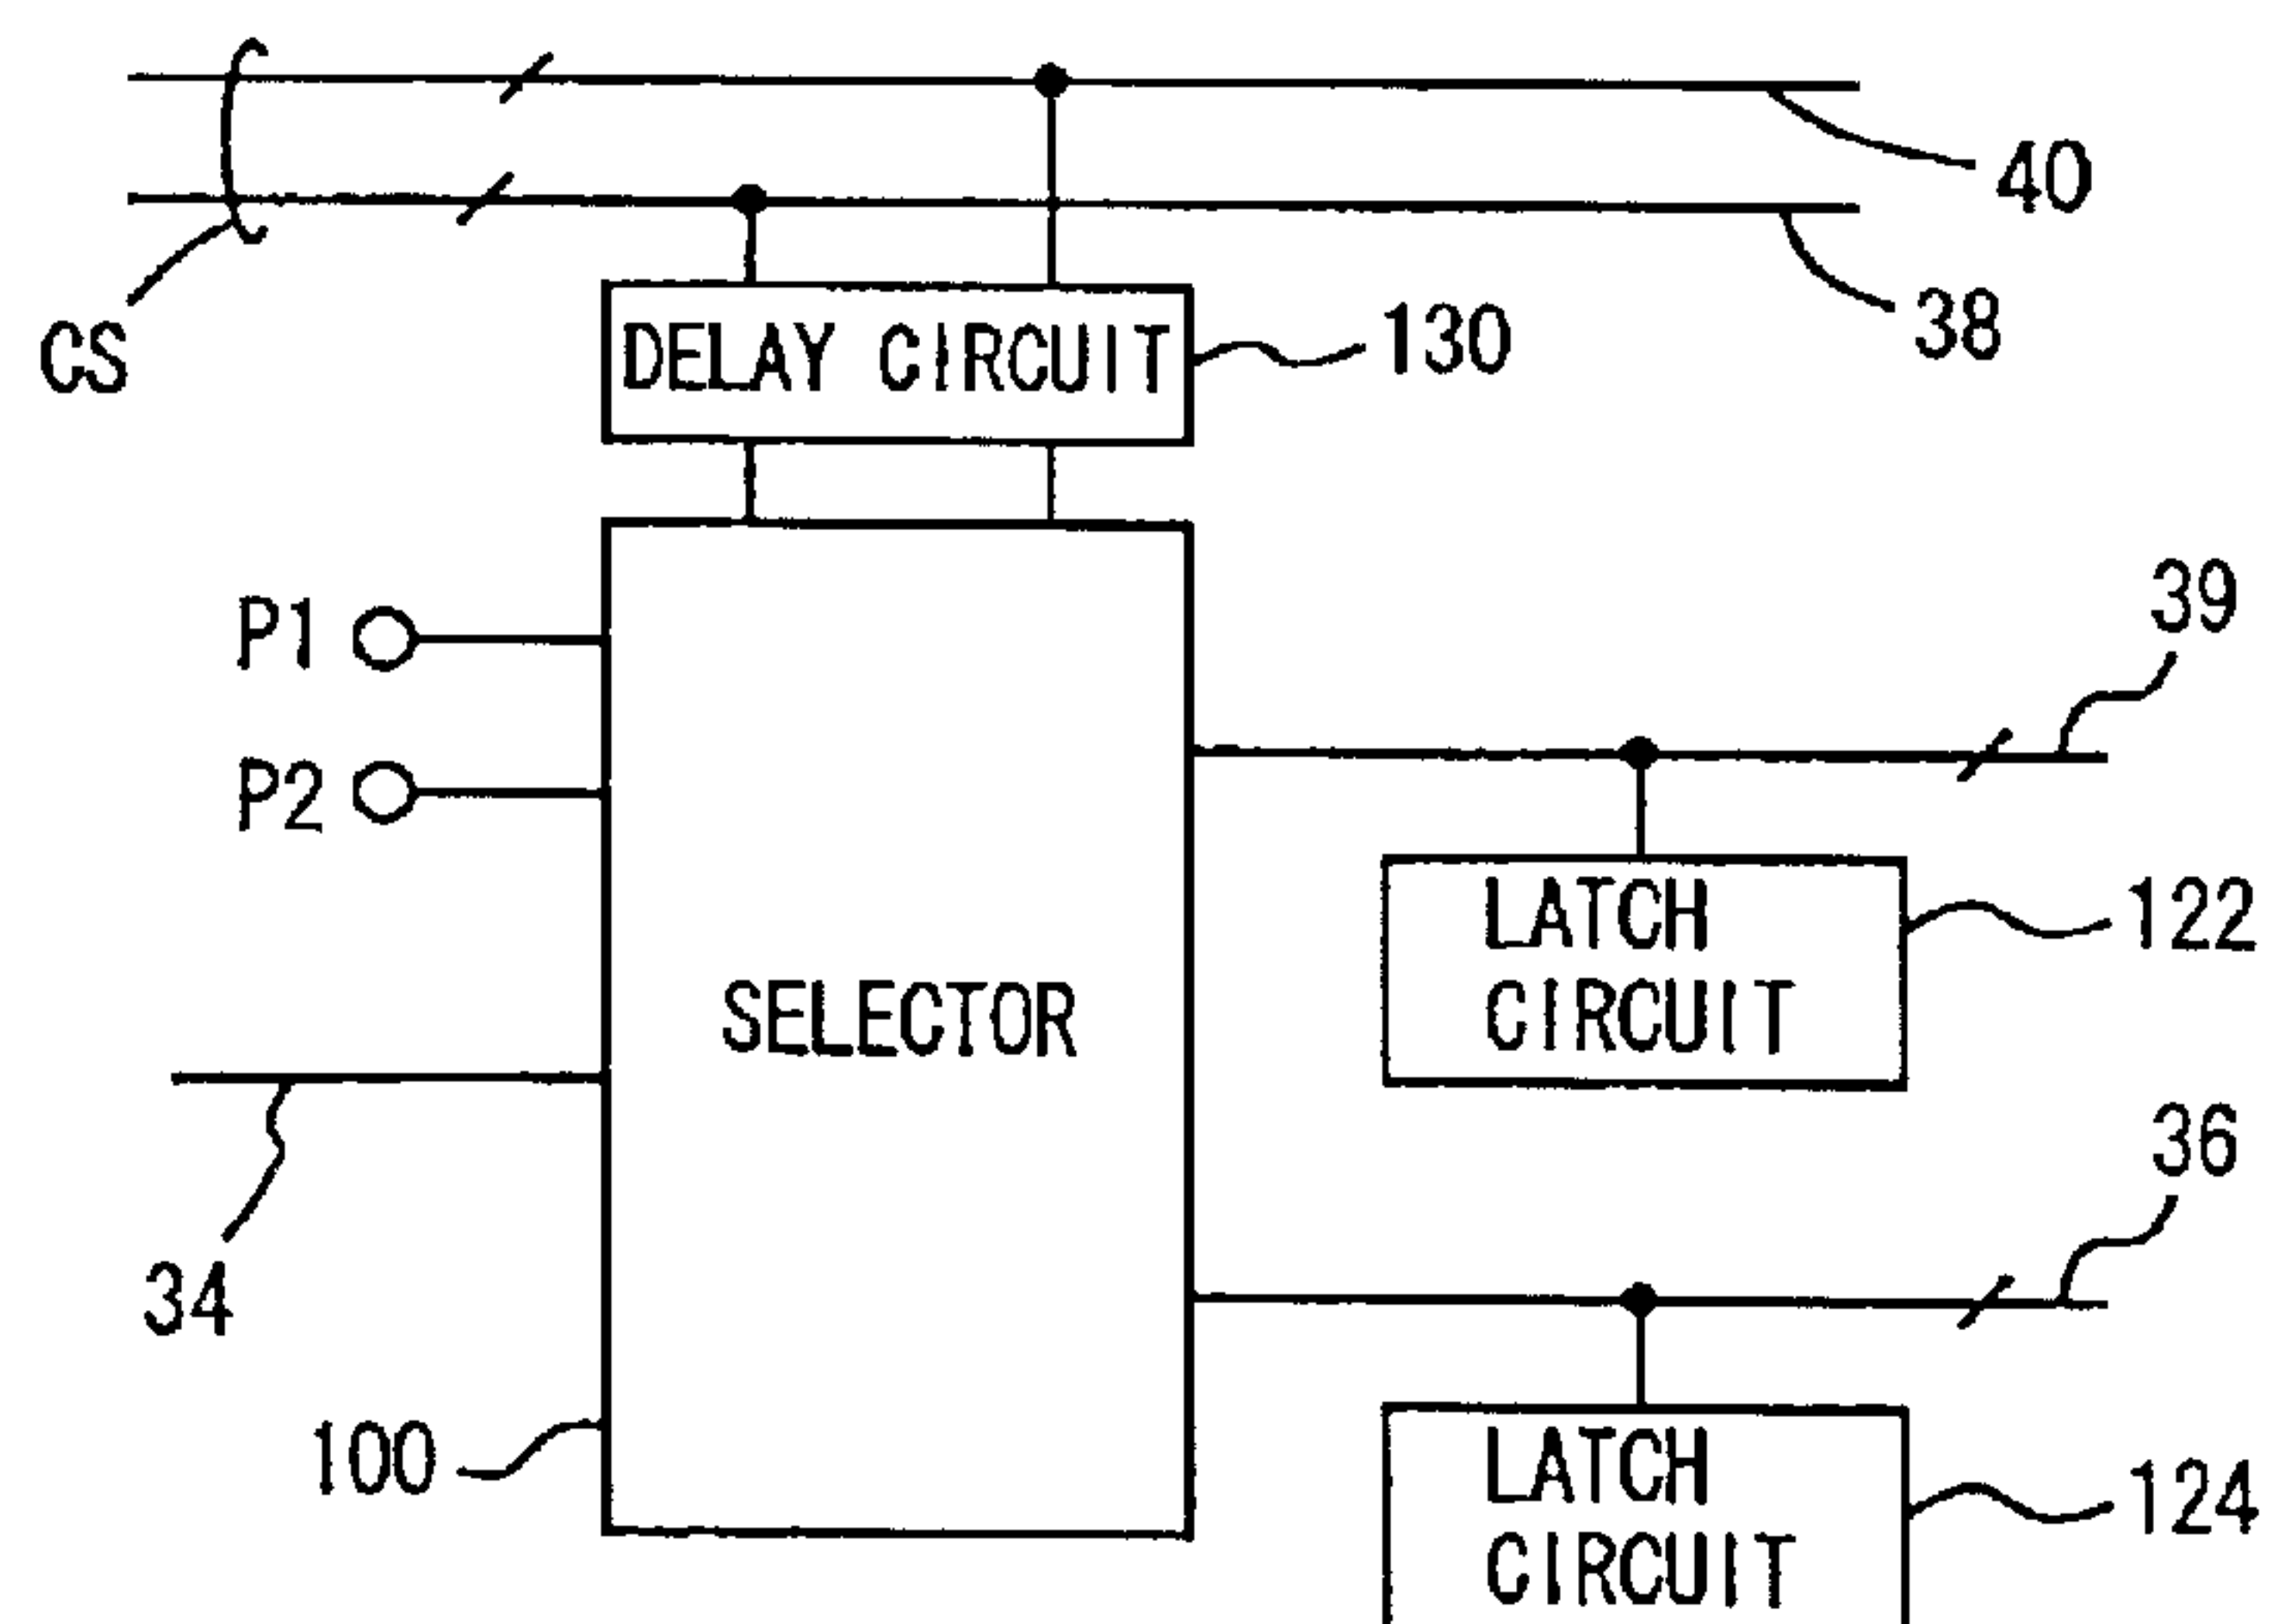 40
38
CS
DELAY CIRCUIT
130
P1
39
P2
LATCH
CIRCUIT
122
SELECTOR
34
36
100
LATCH
CIRCUIT
124